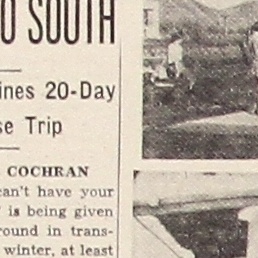 O SOUTH
ines 20-Day
se Trip
COCHRAN
can't have your
is being given
round in trans-
winter, at least